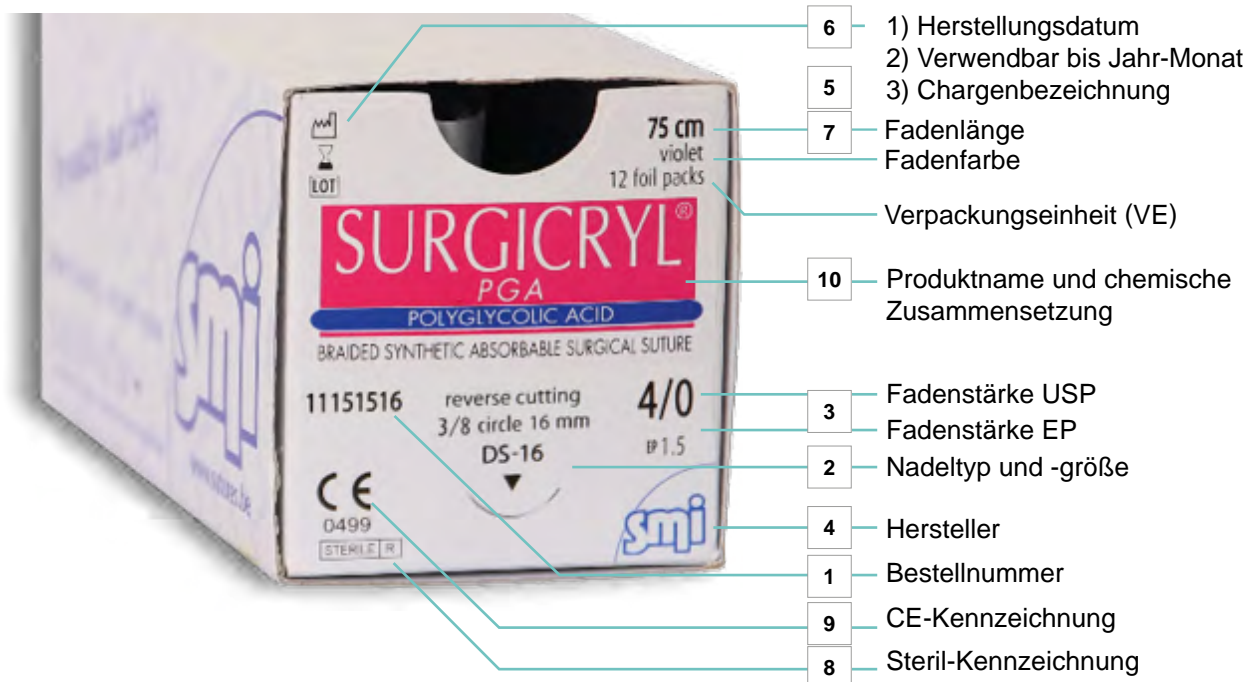 6
1) Herstellungsdatum
2) Verwendbar bis Jahr-Monat
5
3) Chargenbezeichnung
7
Fadenlänge
Fadenfarbe
Verpackungseinheit (VE)
10
Produktname und chemische
Zusammensetzung
3
Fadenstärke USP
Fadenstärke EP
2
Nadeltyp und -größe
4
Hersteller
1
Bestellnummer
9
CE-Kennzeichnung
8
Steril-Kennzeichnung
LOT
75 cm
violet
12 foil packs
SURGICRYL®
PGA
POLYGLYCOLIC ACID
BRAIDED SYNTHETIC ABSORBABLE SURGICAL SUTURE
11151516
reverse cutting
3/8 circle 16 mm
DS-16
4/0
EP 1.5
CE
0499
STERILE R
smi
smi